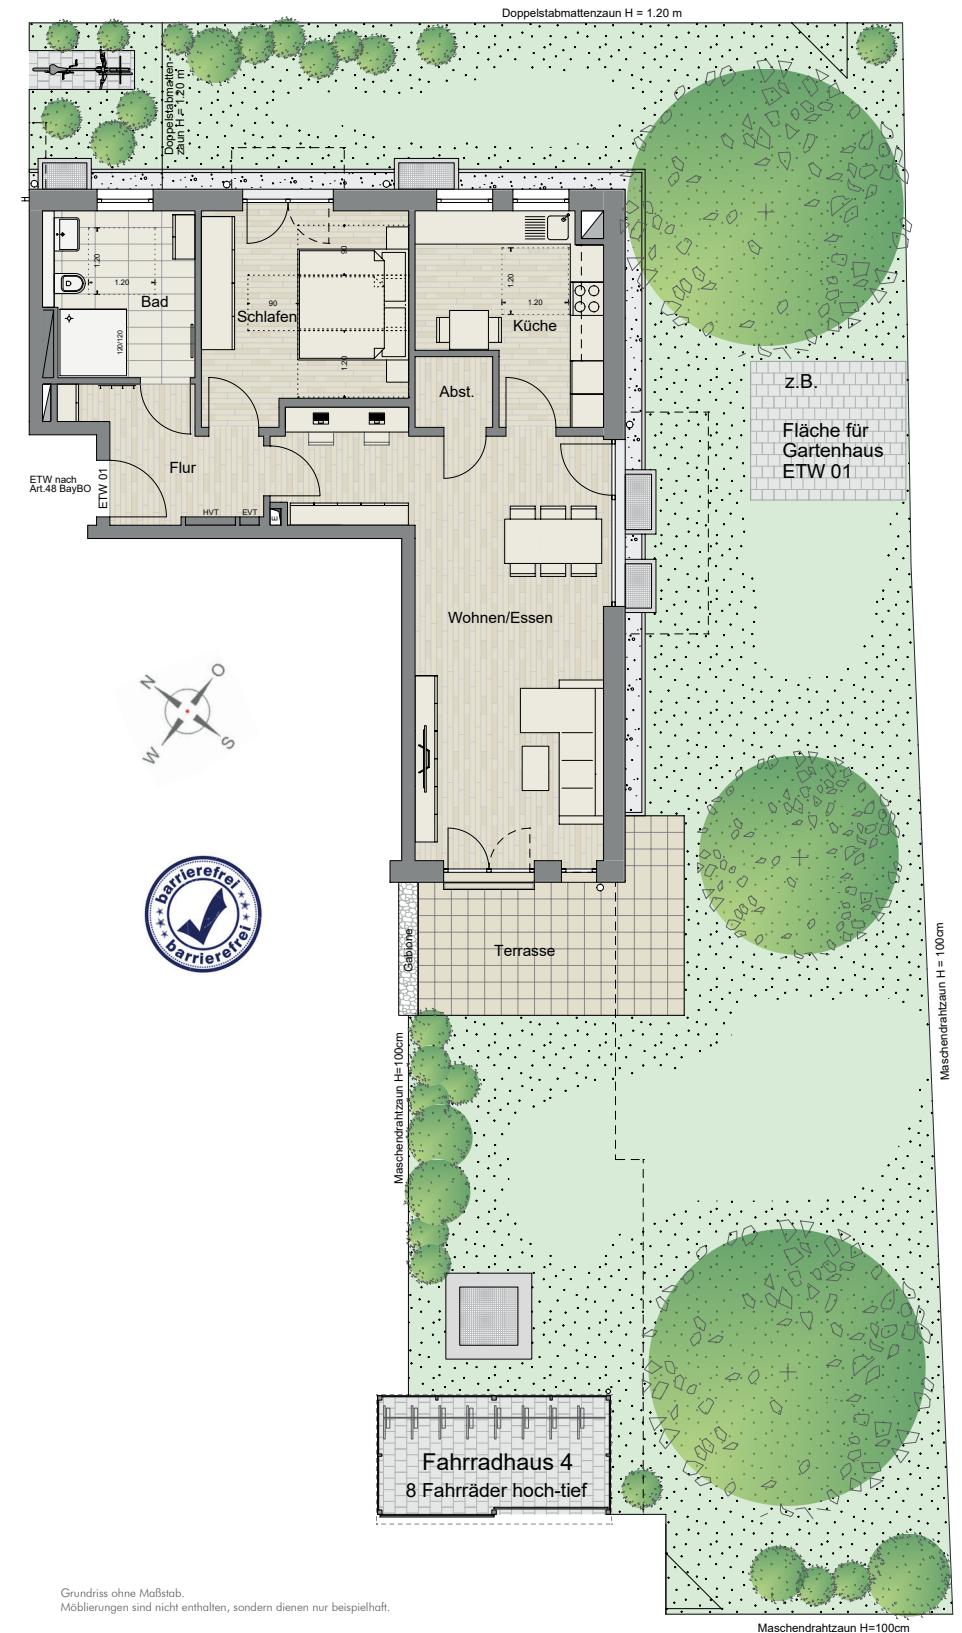 Doppelstabmattenzaun H = 1.20 m
Doppelstabmatten-
zaun H = 1.20 m
H
1.20
1.20
Bad
120/120
90
90
Schlafen
1.20
1.20
1.20
Küche
Abst.
z.B.
Fläche für
Gartenhaus
ETW 01
Flur
ETW nach
Art.48 BayBO
ETW 01
HVT
EVT
E
Wohnen/Essen
N
O
W
S
barrierefrei
barrierefrei
Gabione
Terrasse
Maschendrahtzaun H = 100cm
Maschendrahtzaun H=100cm
Fahrradhaus 4
8 Fahrräder hoch-tief
Grundriss ohne Maßstab.
Möblierungen sind nicht enthalten, sondern dienen nur beispielhaft.
Maschendrahtzaun H=100cm